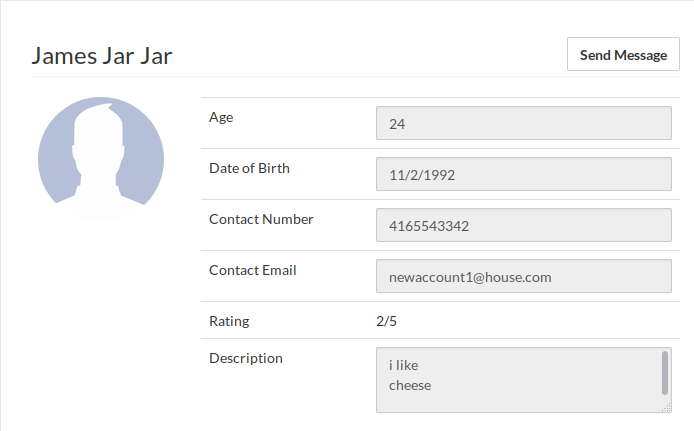 James Jar Jar
Send Message
Age
24
Date of Birth
11/2/1992
Contact Number
4165543342
Contact Email
newaccount1@house.com
Rating
2/5
Description
i like
cheese